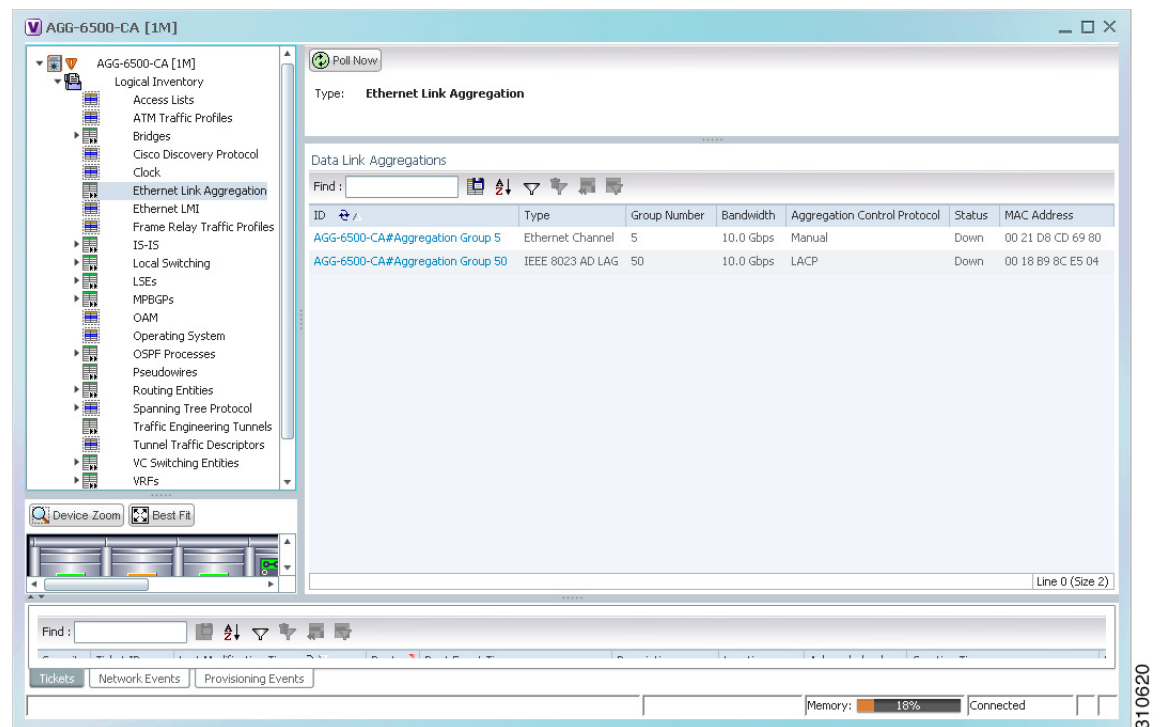 AGG-6500-CA [1M]
AGG-6500-CA [1M]
Logical Inventory
Access Lists
ATM Traffic Profiles
Bridges
Cisco Discovery Protocol
Clock
Ethernet Link Aggregation
Ethernet LMI
Frame Relay Traffic Profiles
IS-IS
Local Switching
LSEs
MPBGPs
OAM
Operating System
OSPF Processes
Pseudowires
Routing Entities
Spanning Tree Protocol
Traffic Engineering Tunnels
Tunnel Traffic Descriptors
VC Switching Entities
VRFs
Device Zoom Best Fit
Poll Now
Type: Ethernet Link Aggregation
Data Link Aggregations
Find :
ID Type Group Number Bandwidth Aggregation Control Protocol Status MAC Address
AGG-6500-CA#Aggregation Group 5 Ethernet Channel 5 10.0 Gbps Manual Down 00 21 D8 CD 69 80
AGG-6500-CA#Aggregation Group 50 IEEE 8023 AD LAG 50 10.0 Gbps LACP Down 00 18 B9 8C E5 04
Line 0 (Size 2)
Find :
Tickets Network Events Provisioning Events
Memory: 18% Connected
310620